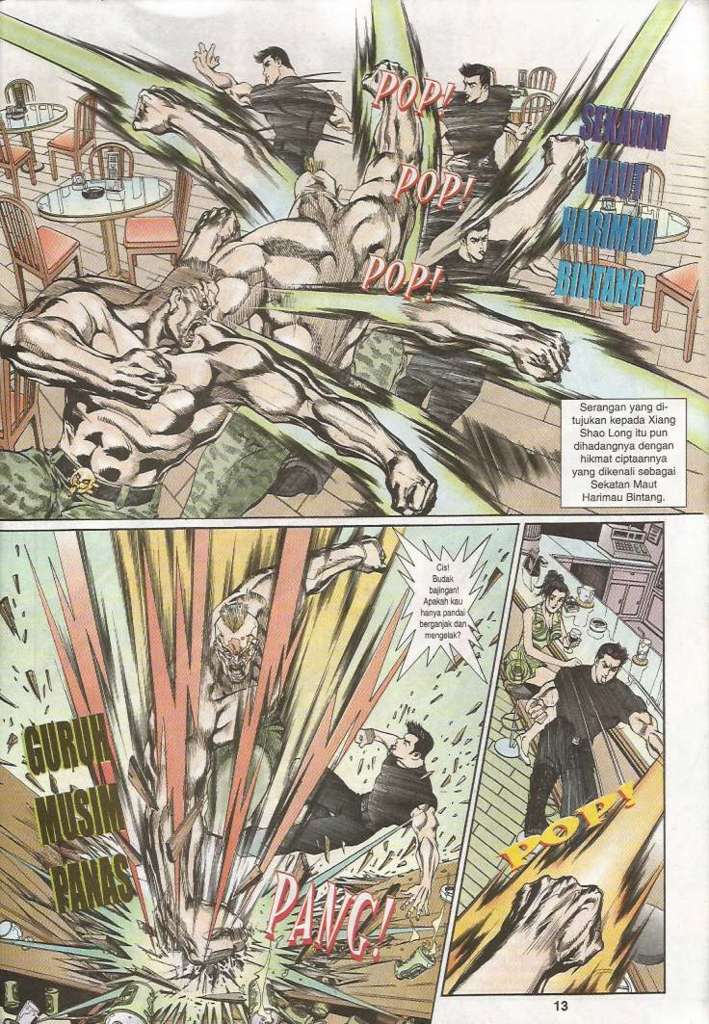 POP!
POP!
POP!
SEKATAN
MAUT
HARIMAU
BINTANG
Serangan yang di-
tujukan kepada Xiang
Shao Long itu pun
dihadangnya dengan
hikmat ciptaannya
yang dikenali sebagai
Sekatan Maut
Harimau Bintang.
Cis!
Budak
bajingan!
Apakah kau
hanya pandai
berganjak dan
mengelak?
GURUH
MUSIM
PANAS
PANG!
POP!
13